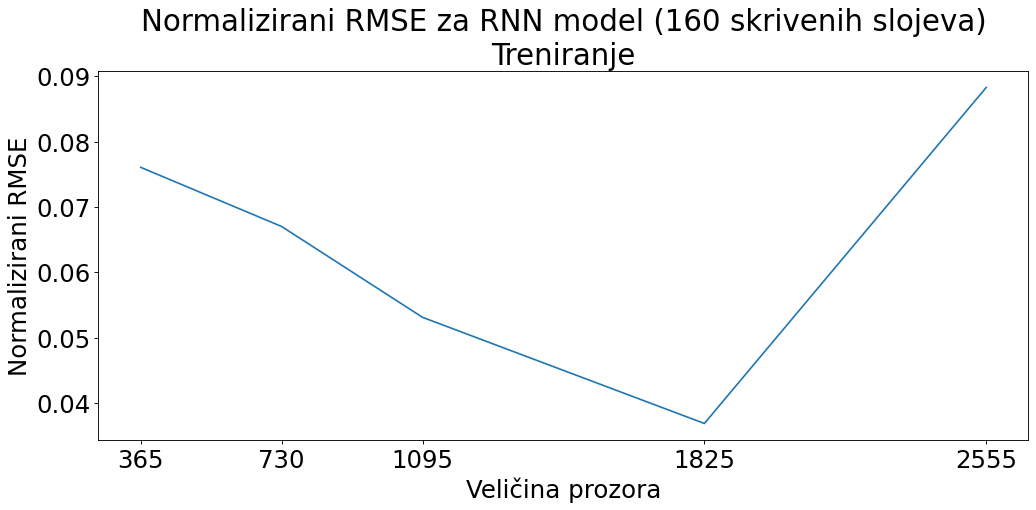 Normalizirani RMSE za RNN model (160 skrivenih slojeva)
Treniranje
Normalizirani RMSE
0.09
0.08
0.07
0.06
0.05
0.04
365 730 1095 1825 2555
Veličina prozora